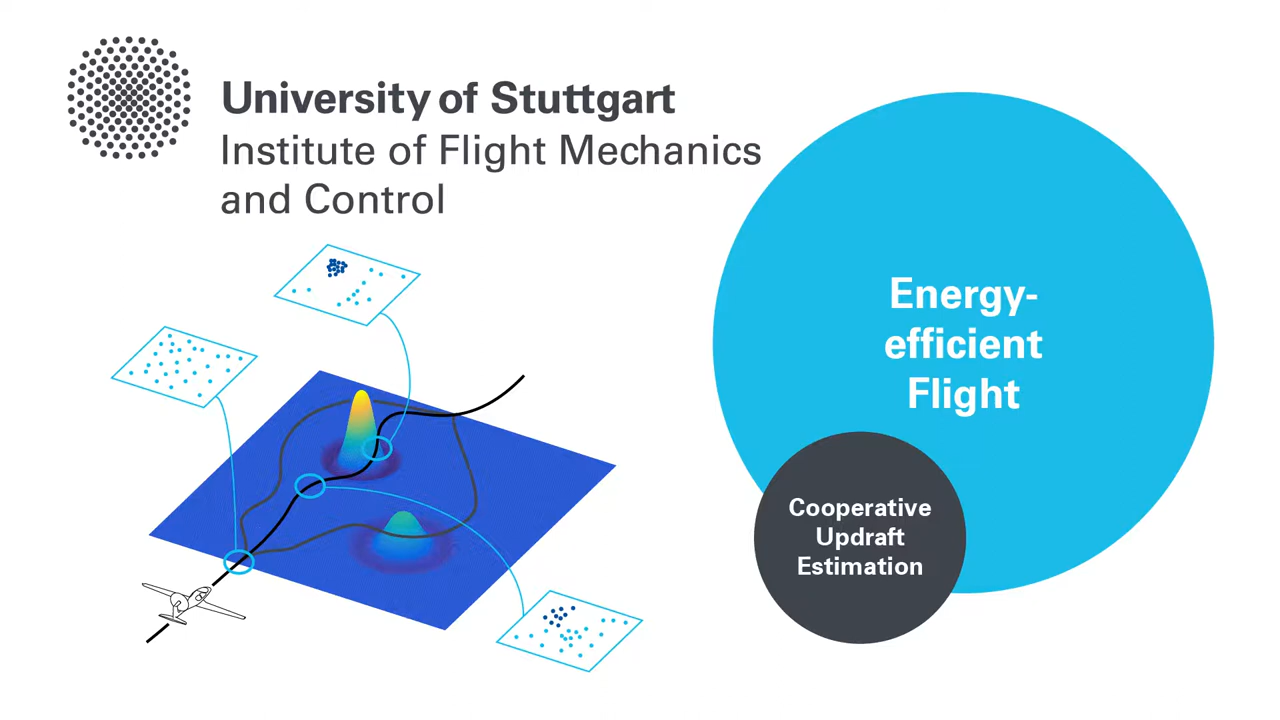 University of Stuttgart
Institute of Flight Mechanics
and Control
Energy-
efficient
Flight
Cooperative
Updraft
Estimation